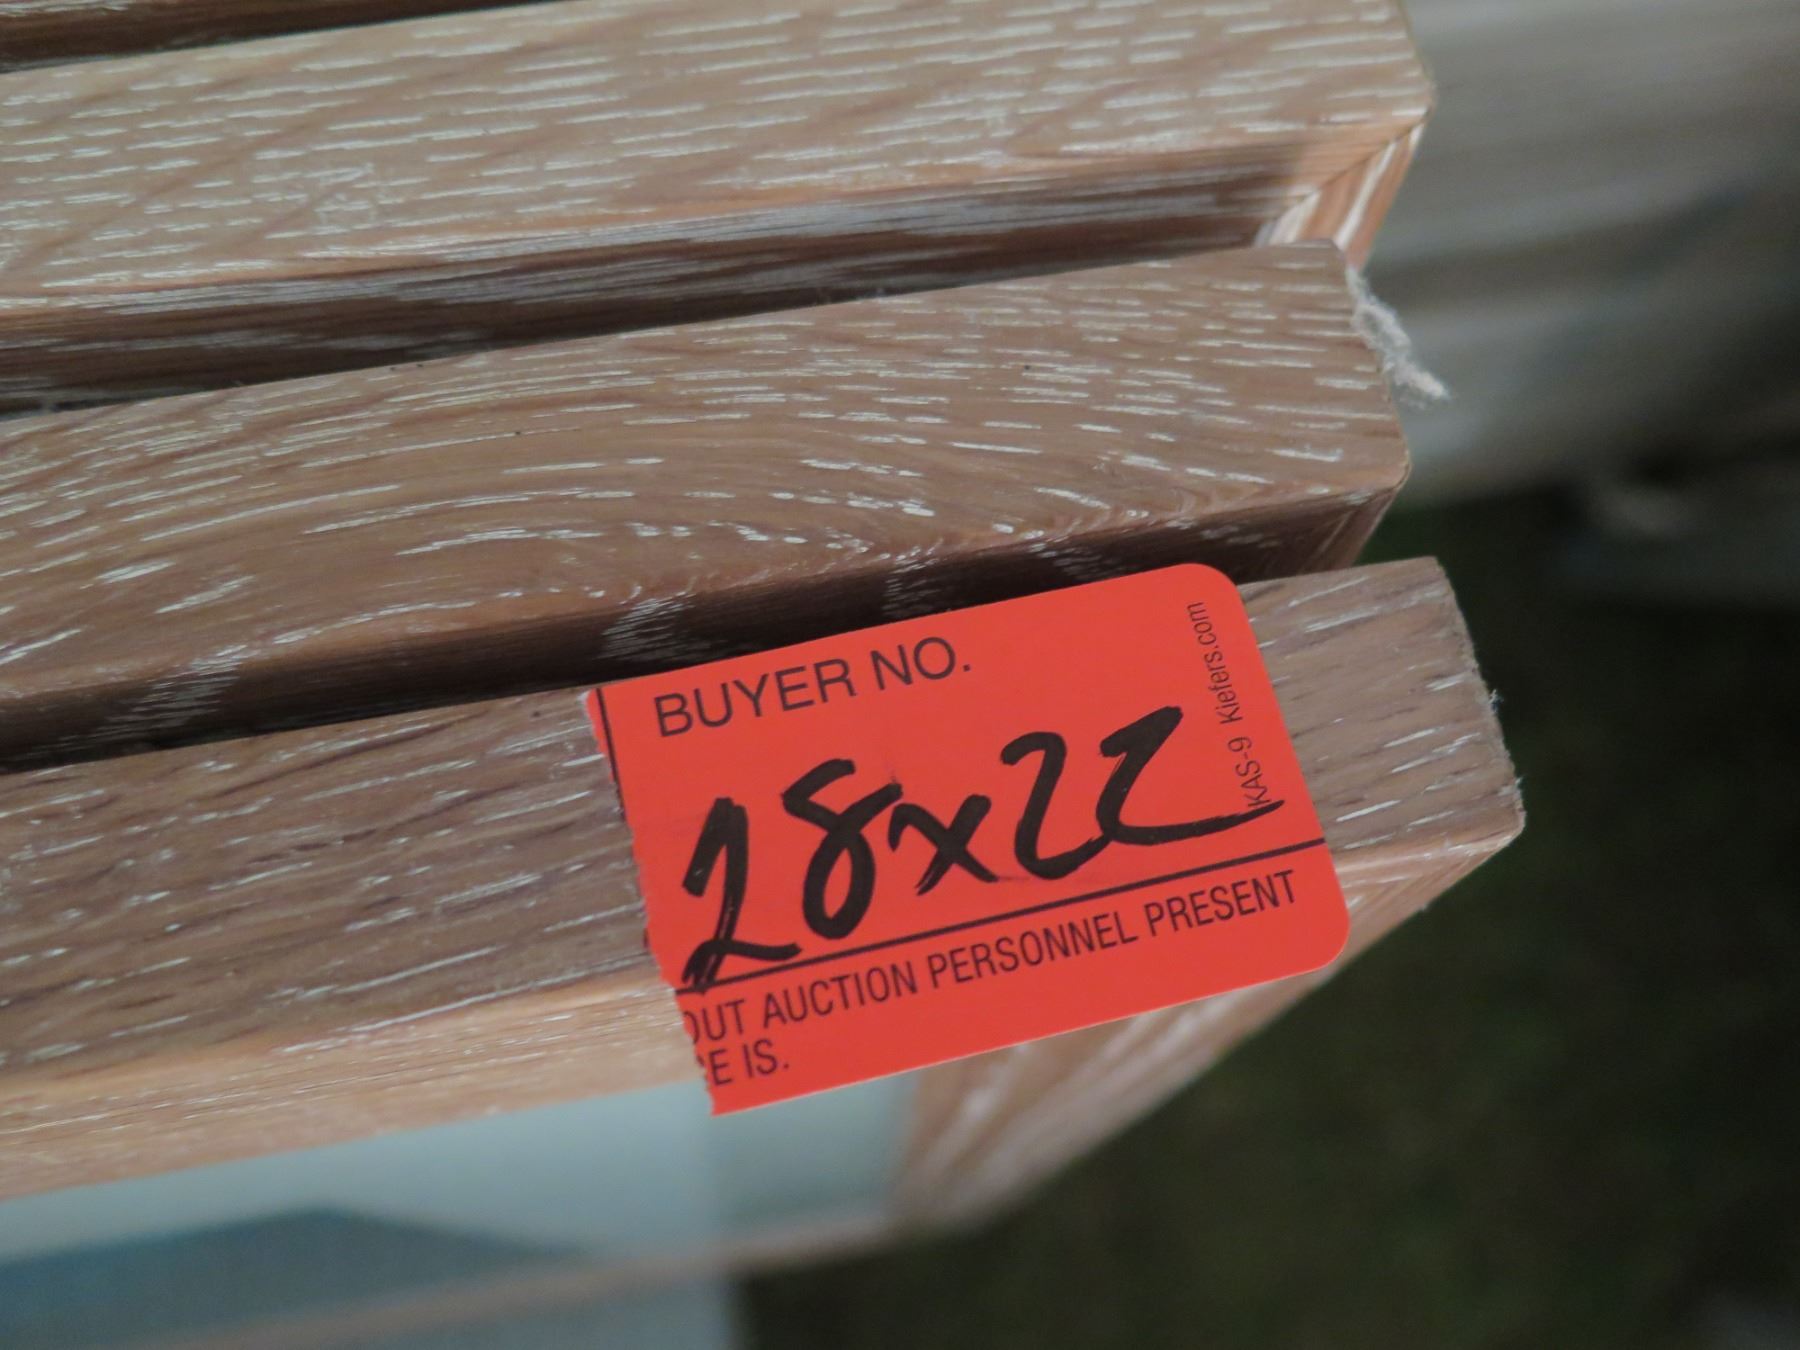 BUYER NO.
28x22
KAS-9 Kiefers.com
OUT AUCTION PERSONNEL PRESENT
E IS.